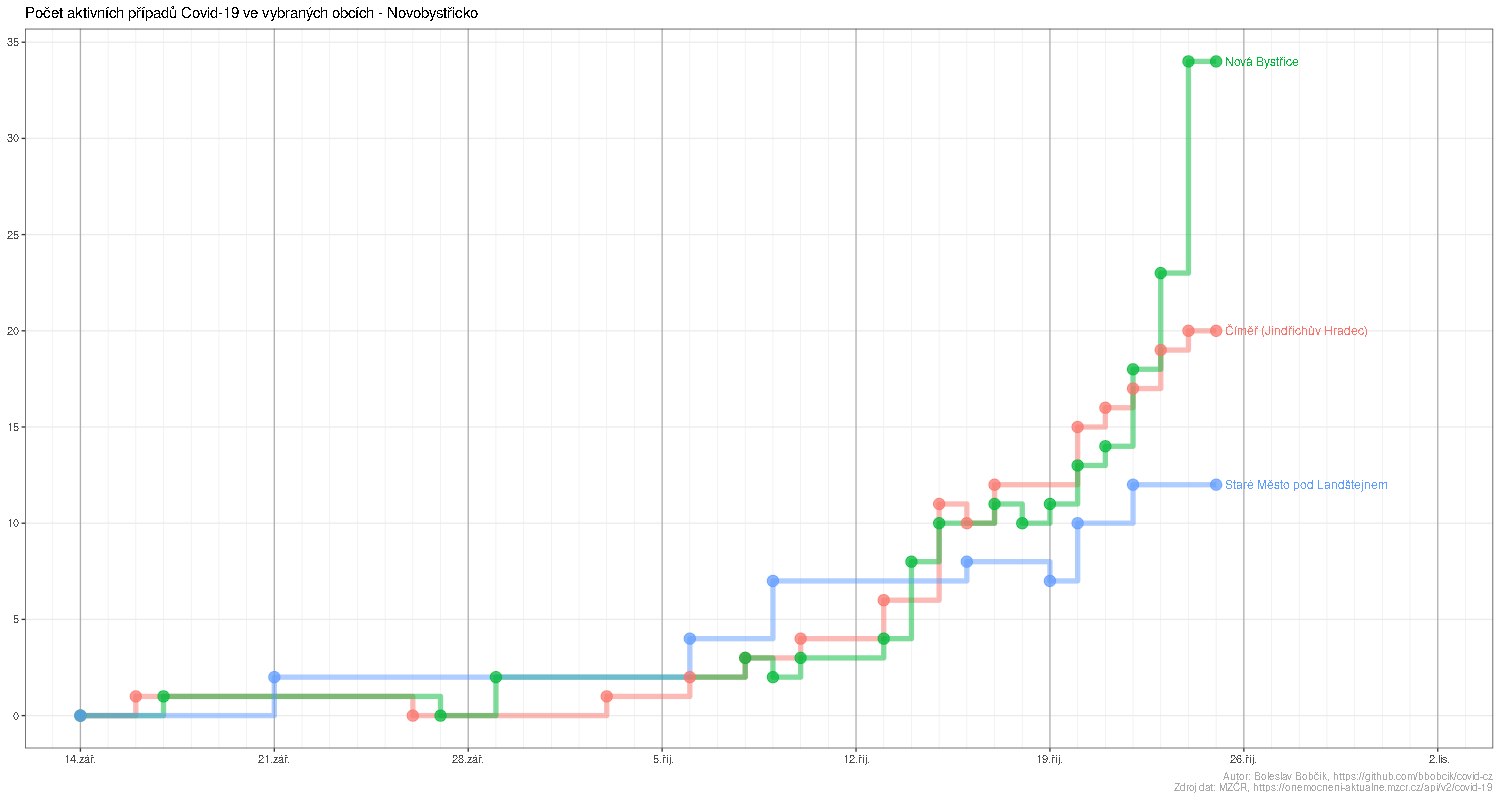 Počet aktivních případů Covid-19 ve vybraných obcích - Novobystřicko
35
30
25
20
15
10
5
0
Nová Bystřice
Číměř (Jindřichův Hradec)
Staré Město pod Landštejnem
14.zář.
21.zář.
28.zář.
5.říj.
12.říj.
19.říj.
26.říj.
2.lis.
Autor: Boleslav Bobčík, https://github.com/bbobcik/covid-cz
Zdroj dat: MZČR, https://onemocneni-aktualne.mzcr.cz/api/v2/covid-19